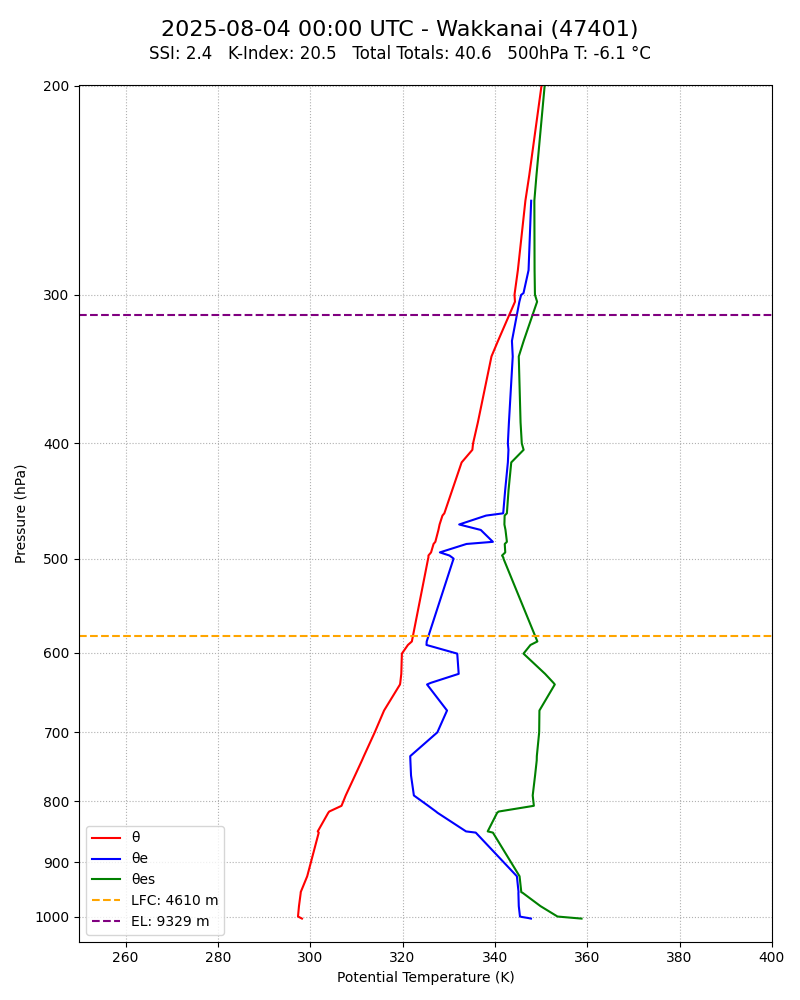 2025-08-04 00:00 UTC - Wakkanai (47401)
SSI: 2.4   K-Index: 20.5   Total Totals: 40.6   500hPa T: -6.1 °C
Pressure (hPa)
200
300
400
500
600
700
800
900
1000
θ
θe
θes
LFC: 4610 m
EL: 9329 m
260 280 300 320 340 360 380 400
Potential Temperature (K)